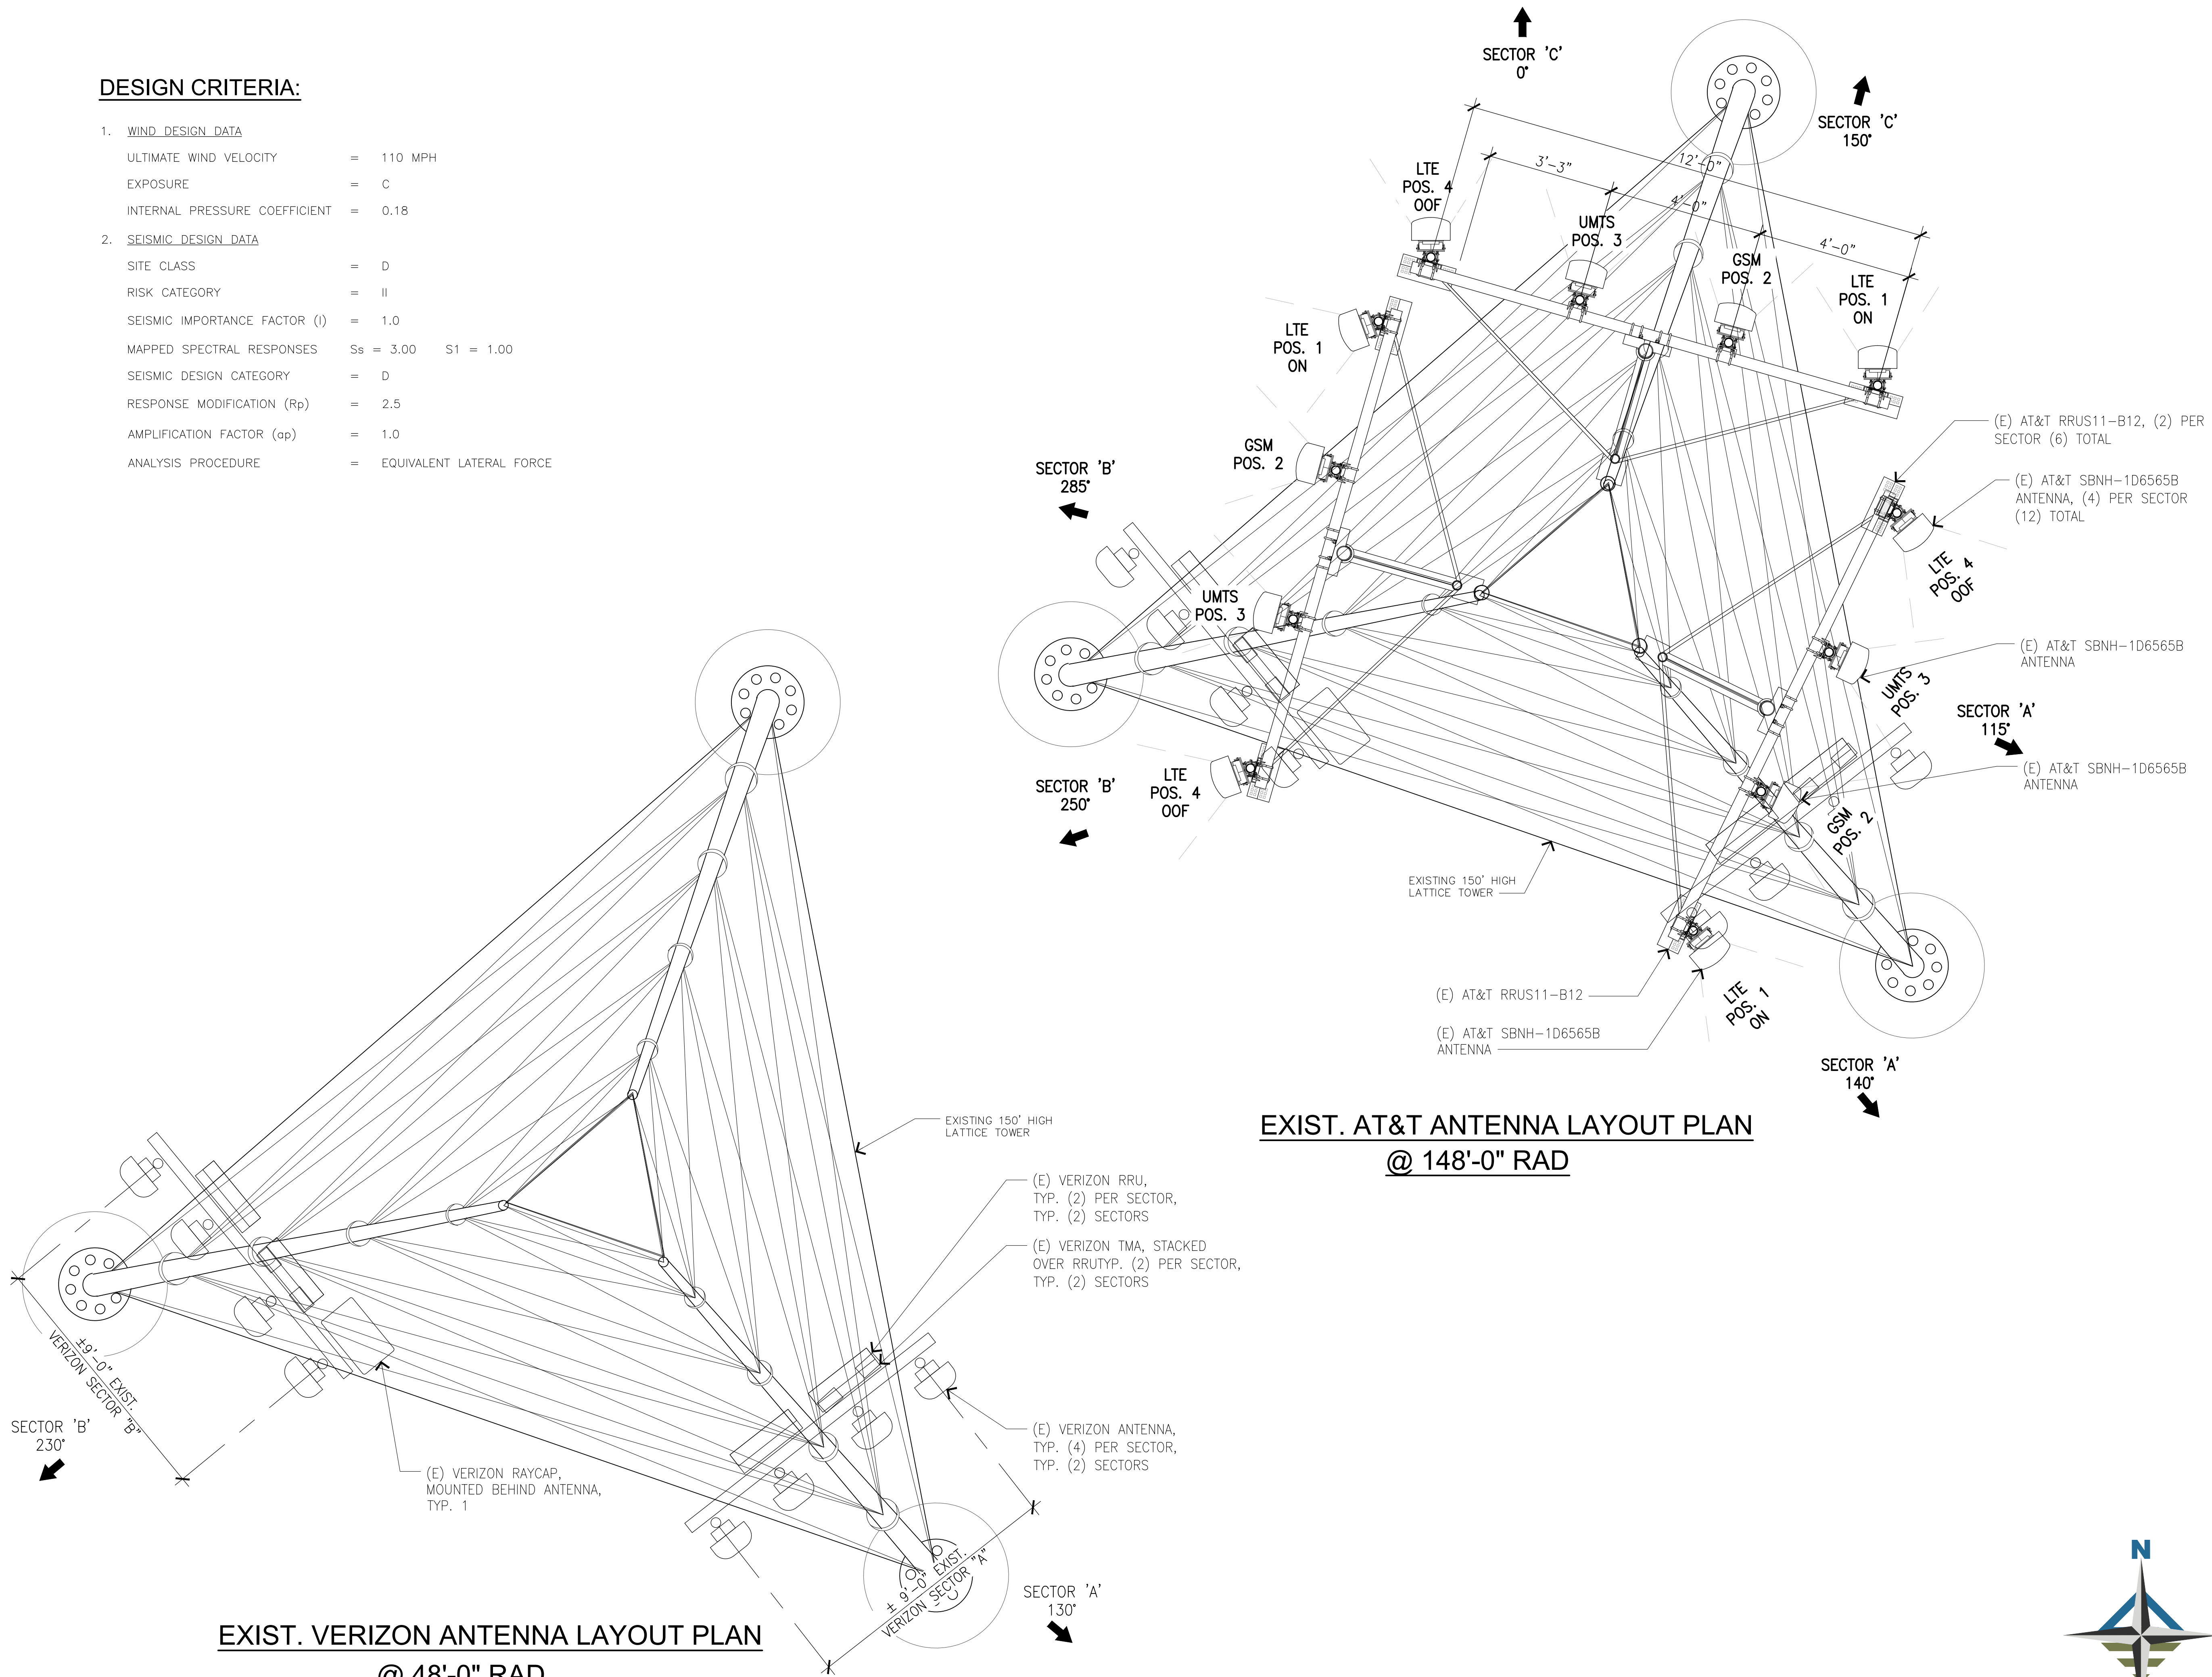 DESIGN CRITERIA:
1. WIND DESIGN DATA
ULTIMATE WIND VELOCITY = 110 MPH
EXPOSURE = C
INTERNAL PRESSURE COEFFICIENT = 0.18
2. SEISMIC DESIGN DATA
SITE CLASS = D
RISK CATEGORY = II
SEISMIC IMPORTANCE FACTOR (I) = 1.0
MAPPED SPECTRAL RESPONSES Ss = 3.00 S1 = 1.00
SEISMIC DESIGN CATEGORY = D
RESPONSE MODIFICATION (Rp) = 2.5
AMPLIFICATION FACTOR (ap) = 1.0
ANALYSIS PROCEDURE = EQUIVALENT LATERAL FORCE
SECTOR 'C'
0°
SECTOR 'C'
150°
12'-0"
3'-3"
4'-0"
4'-0"
LTE
POS. 4
OOF
UMTS
POS. 3
GSM
POS. 2
LTE
POS. 1
ON
LTE
POS. 1
ON
GSM
POS. 2
SECTOR 'B'
285°
UMTS
POS. 3
LTE
POS. 4
OOF
SECTOR 'B'
250°
(E) AT&T RRUS11-B12, (2) PER
SECTOR (6) TOTAL
(E) AT&T SBNH-1D6565B
ANTENNA, (4) PER SECTOR
(12) TOTAL
LTE
POS. 4
OOF
(E) AT&T SBNH-1D6565B
ANTENNA
UMTS
POS. 3
SECTOR 'A'
115°
(E) AT&T SBNH-1D6565B
ANTENNA
GSM
POS. 2
EXISTING 150' HIGH
LATTICE TOWER
(E) AT&T RRUS11-B12
LTE
POS. 1
ON
(E) AT&T SBNH-1D6565B
ANTENNA
SECTOR 'A'
140°
EXIST. AT&T ANTENNA LAYOUT PLAN
@ 148'-0" RAD
EXISTING 150' HIGH
LATTICE TOWER
(E) VERIZON RRU,
TYP. (2) PER SECTOR,
TYP. (2) SECTORS
(E) VERIZON TMA, STACKED
OVER RRUTYP. (2) PER SECTOR,
TYP. (2) SECTORS
(E) VERIZON ANTENNA,
TYP. (4) PER SECTOR,
TYP. (2) SECTORS
±9'-0" EXIST.
VERIZON SECTOR "B"
SECTOR 'B'
230°
(E) VERIZON RAYCAP,
MOUNTED BEHIND ANTENNA,
TYP. 1
± 9'-0" EXIST.
VERIZON SECTOR "A"
SECTOR 'A'
130°
EXIST. VERIZON ANTENNA LAYOUT PLAN
@ 48'-0" RAD
N